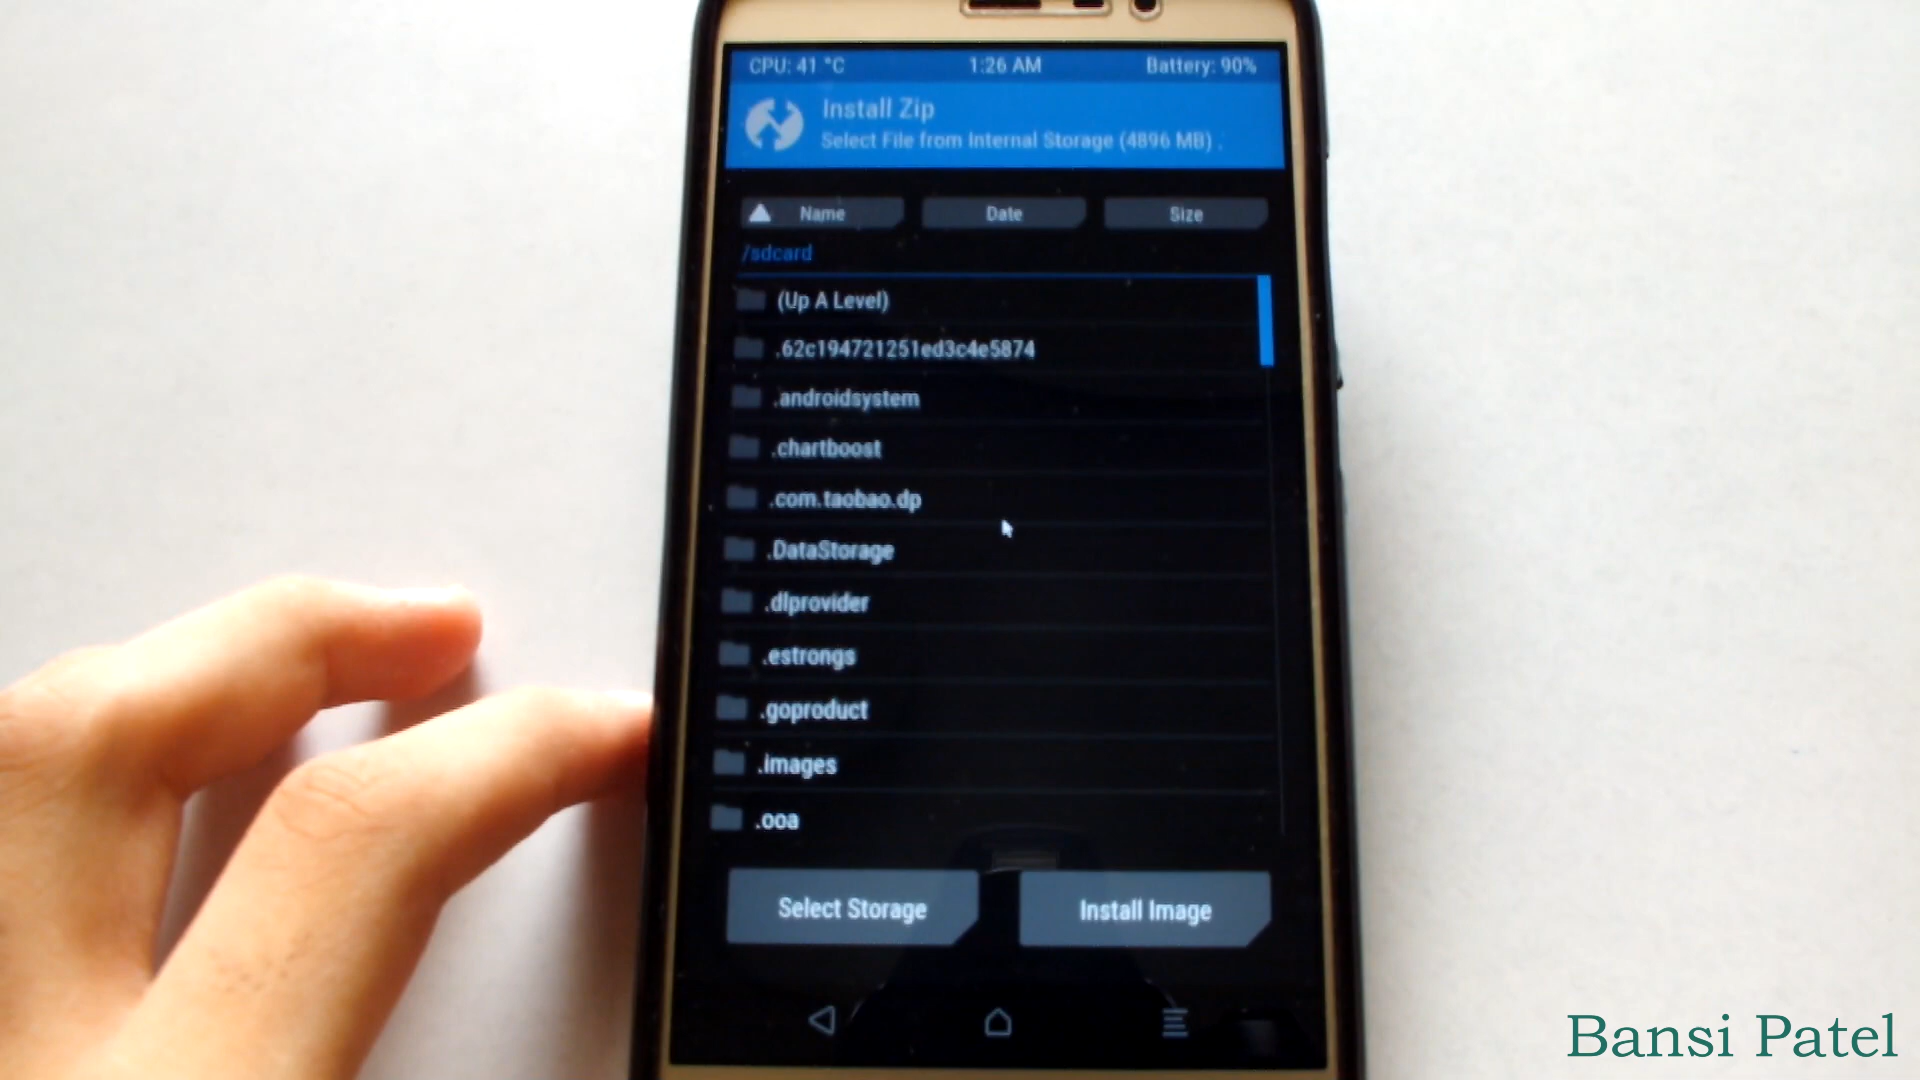 CPU: 41 °C 1:26 AM Battery: 90%
Install Zip
Select File from Internal Storage (4896 MB) .
Name Date Size
/sdcard
(Up A Level)
.62c194721251ed3c4e5874
.androidsystem
.chartboost
.com.taobao.dp
.DataStorage
.dlprovider
.estrongs
.goproduct
.images
.ooa
Select Storage Install Image
Bansi Patel